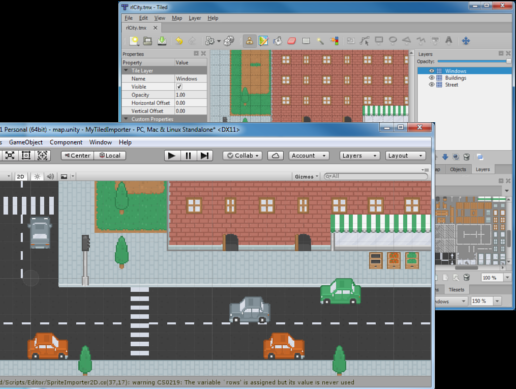 rlCity.tmx - Tiled
File Edit View Map Layer Help
rlCity.tmx
Properties
Property Value
Tile Layer
Name Windows
Visible
Opacity 1.00
Horizontal Offset 0.00
Vertical Offset 0.00
Custom Properties
Layers
Opacity:
Windows
Buildings
Street
Objects Layers
100 %
Tilesets
150 %
Personal (64bit) - map.unity - MyTiledImporter - PC, Mac & Linux Standalone* <DX11>
GameObject Component Window Help
Center Local Collab Account Layers Layout
2D Gizmos
/Scripts/Editor/SpriteImporter2D.cs(37,17): warning CS0219: The variable 'rows' is assigned but its value is never used